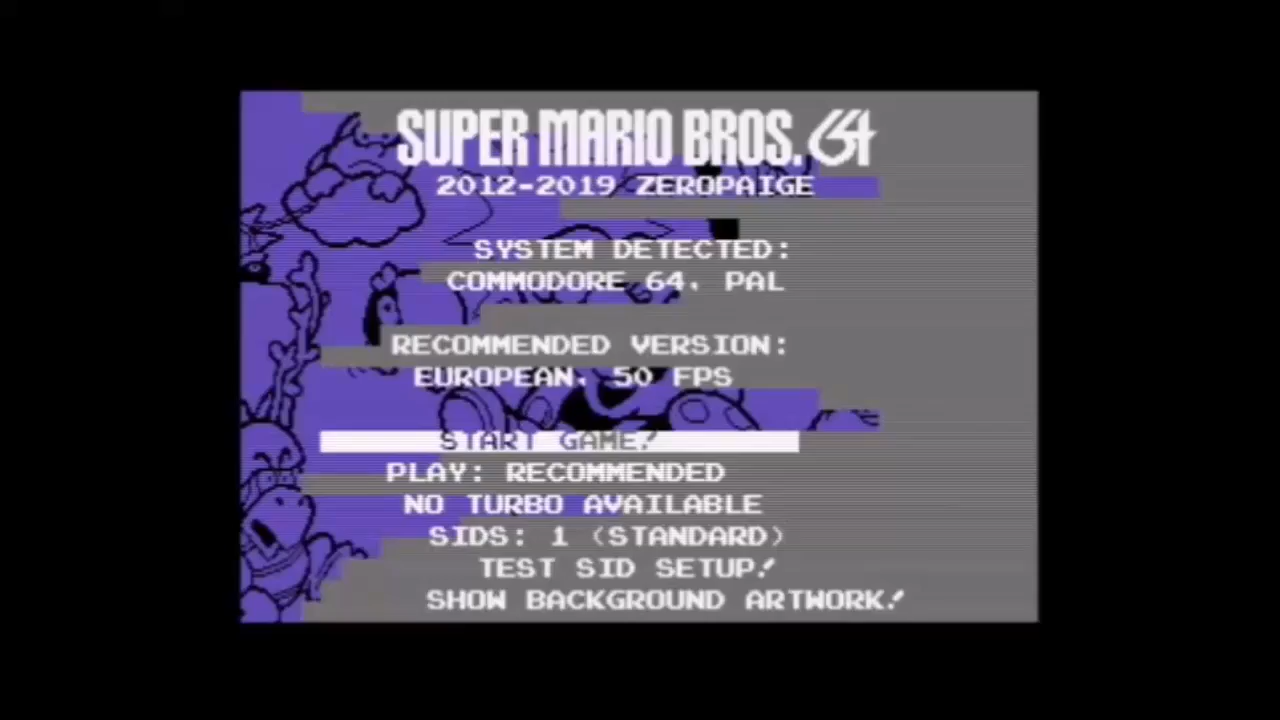 SUPER MARIO BROS. 64
2012-2019 ZEROPAIGE
SYSTEM DETECTED:
COMMODORE 64, PAL
RECOMMENDED VERSION:
EUROPEAN, 50 FPS
START GAME!
PLAY: RECOMMENDED
NO TURBO AVAILABLE
SIDS: 1 (STANDARD)
TEST SID SETUP!
SHOW BACKGROUND ARTWORK!